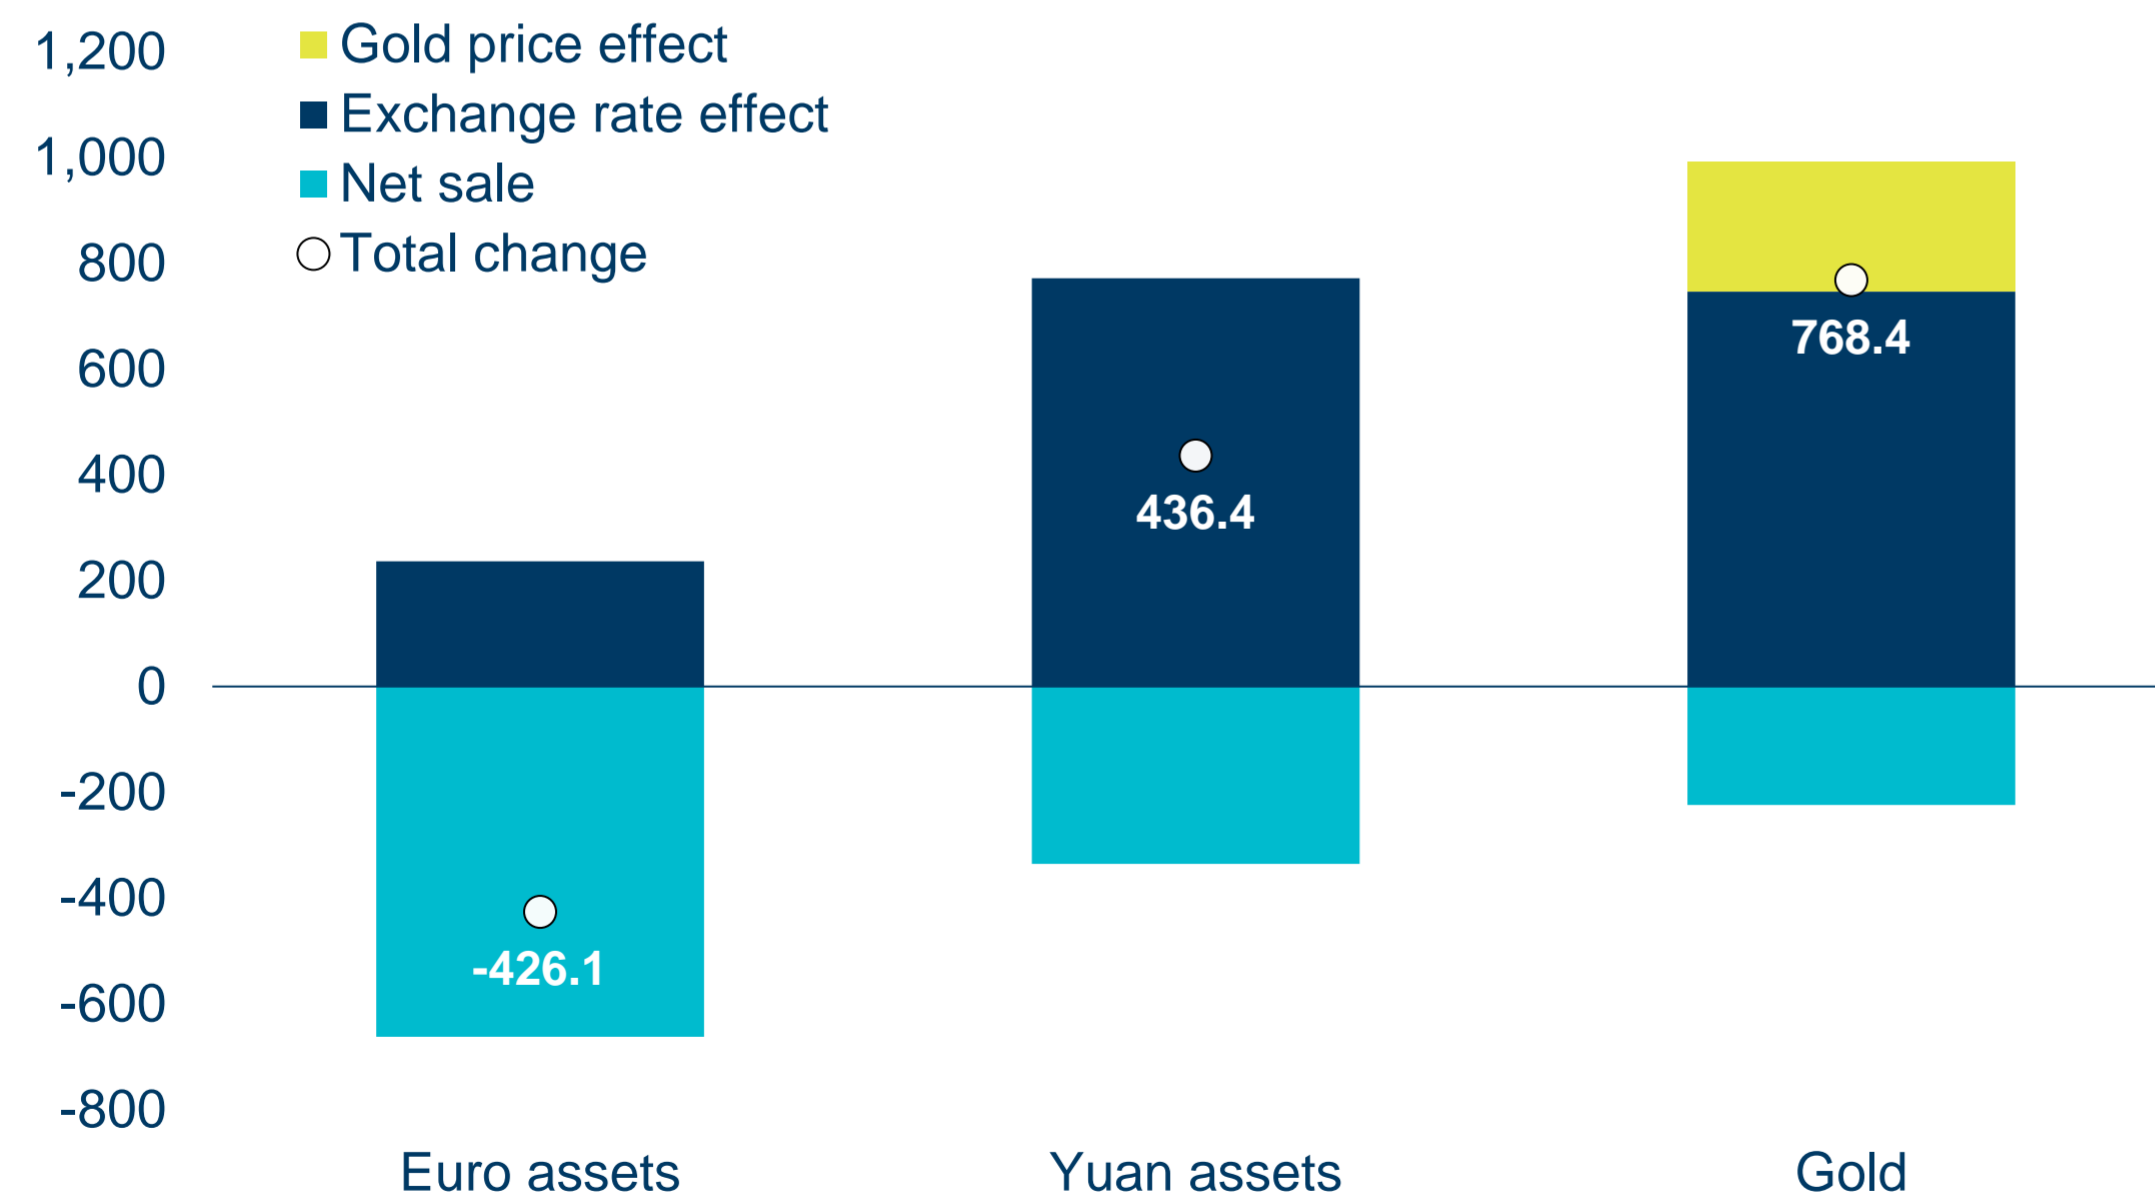 1,200
1,000
800
600
400
200
0
-200
-400
-600
-800
Gold price effect
Exchange rate effect
Net sale
Total change
-426.1
436.4
768.4
Euro assets
Yuan assets
Gold